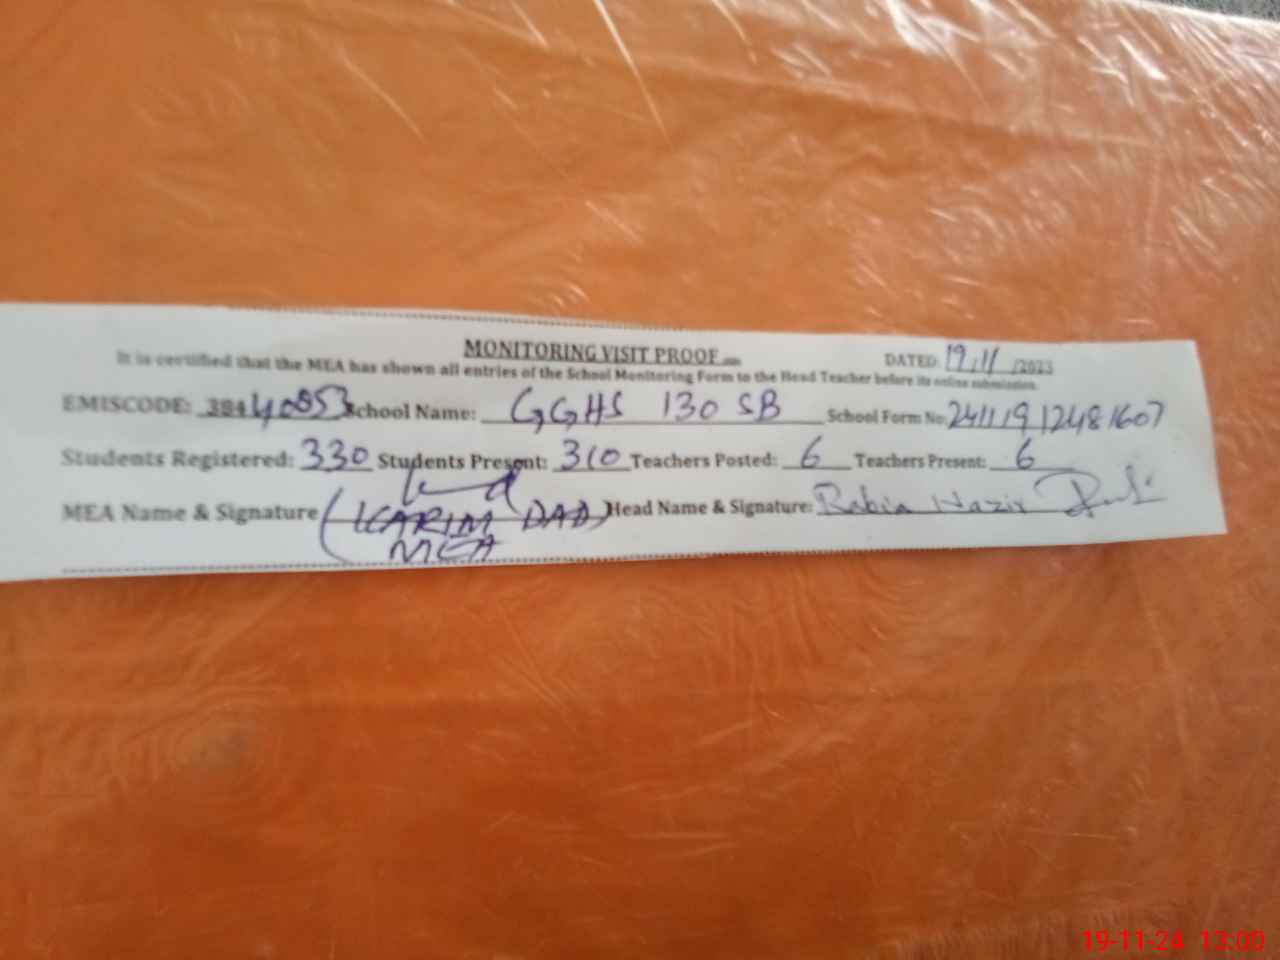 MONITORING VISIT PROOF
DATED: 19.11 /2023
It is certified that the MEA has shown all entries of the School Monitoring Form to the Head Teacher before its online submission.
EMISCODE: 38440053 School Name: GGHS 130 SB School Form No: 24111912481607
Students Registered: 330 Students Present: 310 Teachers Posted: 6 Teachers Present: 6
MEA Name & Signature (KARIM DAD) Head Name & Signature: Rabia Nazir
MEA
19-11-24 13:00